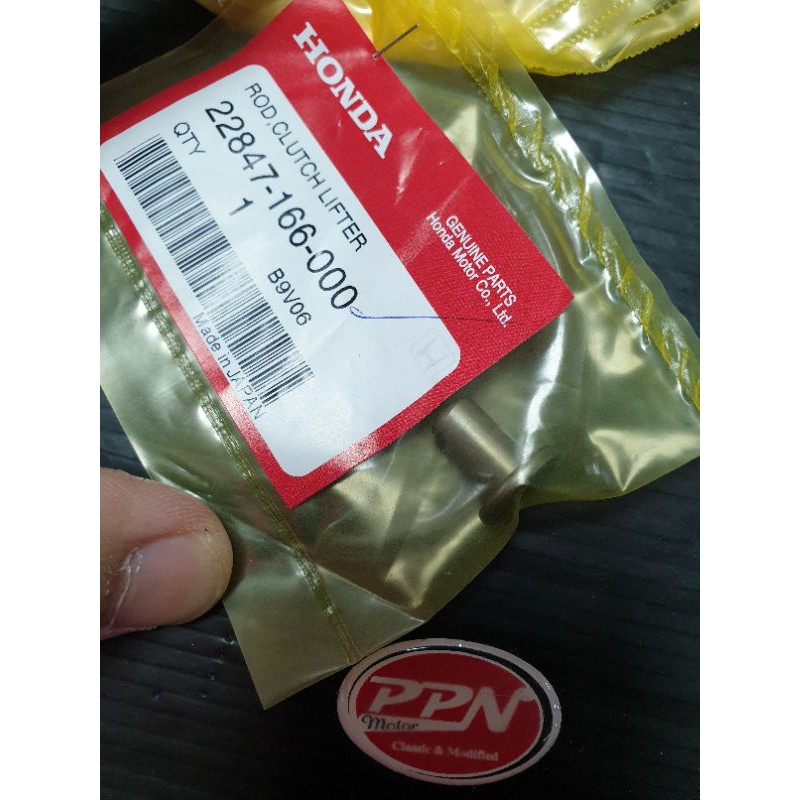 HONDA
ROD,CLUTCH LIFTER
22847-166-000
QTY 1 B9V06
Made in JAPAN
GENUINE PARTS
Honda Motor Co., Ltd.
PPN
Motor
Classic & Modified